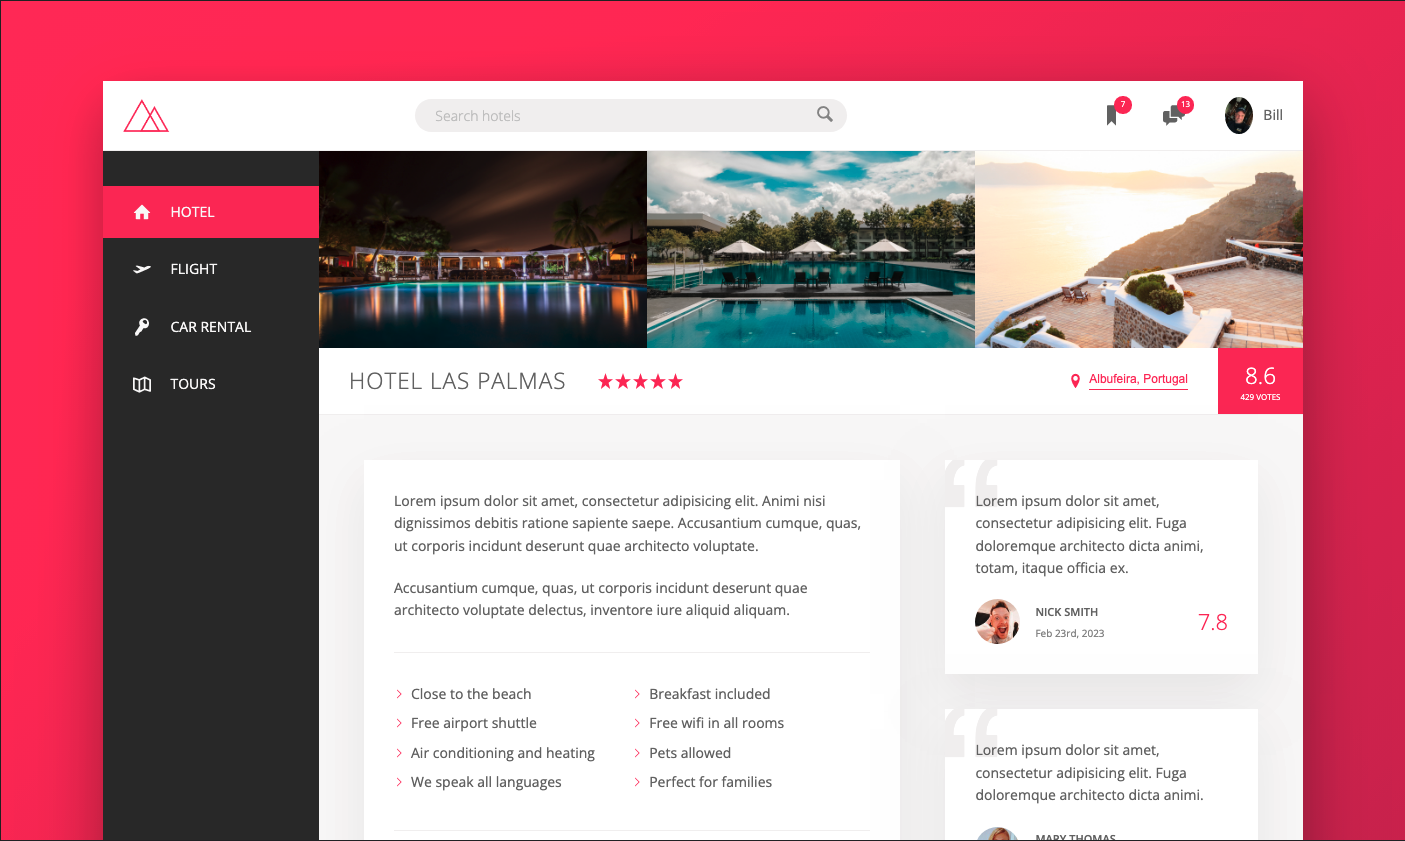 Search hotels
7
13
Bill
HOTEL
FLIGHT
CAR RENTAL
TOURS
HOTEL LAS PALMAS
Albufeira, Portugal
8.6
429 VOTES
Lorem ipsum dolor sit amet, consectetur adipisicing elit. Animi nisi
dignissimos debitis ratione sapiente saepe. Accusantium cumque, quas,
ut corporis incidunt deserunt quae architecto voluptate.
Accusantium cumque, quas, ut corporis incidunt deserunt quae
architecto voluptate delectus, inventore iure aliquid aliquam.
Close to the beach
Free airport shuttle
Air conditioning and heating
We speak all languages
Breakfast included
Free wifi in all rooms
Pets allowed
Perfect for families
“
Lorem ipsum dolor sit amet,
consectetur adipisicing elit. Fuga
doloremque architecto dicta animi,
totam, itaque officia ex.
NICK SMITH
Feb 23rd, 2023
7.8
“
Lorem ipsum dolor sit amet,
consectetur adipisicing elit. Fuga
doloremque architecto dicta animi.
MARY THOMAS